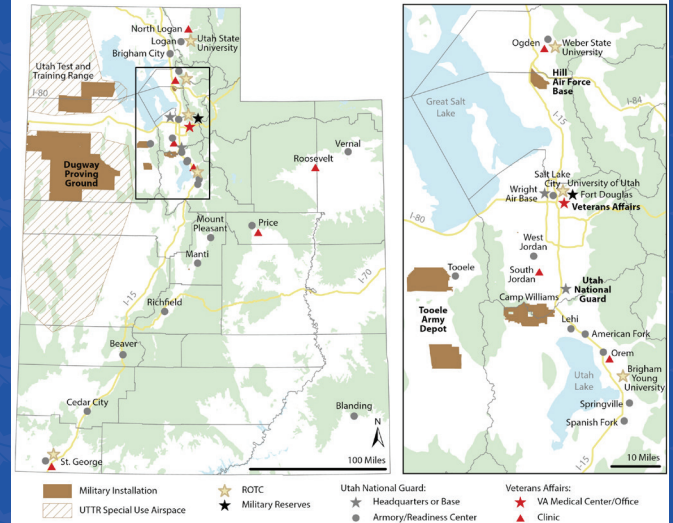 North Logan
Logan
Utah State
University
Brigham City
Utah Test and
Training Range
I-80
Dugway
Proving
Ground
Vernal
Roosevelt
Mount
Pleasant
Price
Manti
I-15
I-70
Richfield
Beaver
Cedar City
Blanding
St. George
N
100 Miles
Ogden
Weber State
University
Hill
Air Force
Base
Great Salt
Lake
I-84
I-15
Salt Lake
City
University of Utah
Wright
Air Base
Fort Douglas
Veterans Affairs
I-80
West
Jordan
Tooele
South
Jordan
Utah
National
Guard
Camp Williams
Tooele
Army
Depot
Lehi
American Fork
Orem
Utah
Lake
Brigham
Young
University
Springville
Spanish Fork
I-15
10 Miles
Military Installation
UTTR Special Use Airspace
ROTC
Military Reserves
Utah National Guard:
Headquarters or Base
Armory/Readiness Center
Veterans Affairs:
VA Medical Center/Office
Clinic